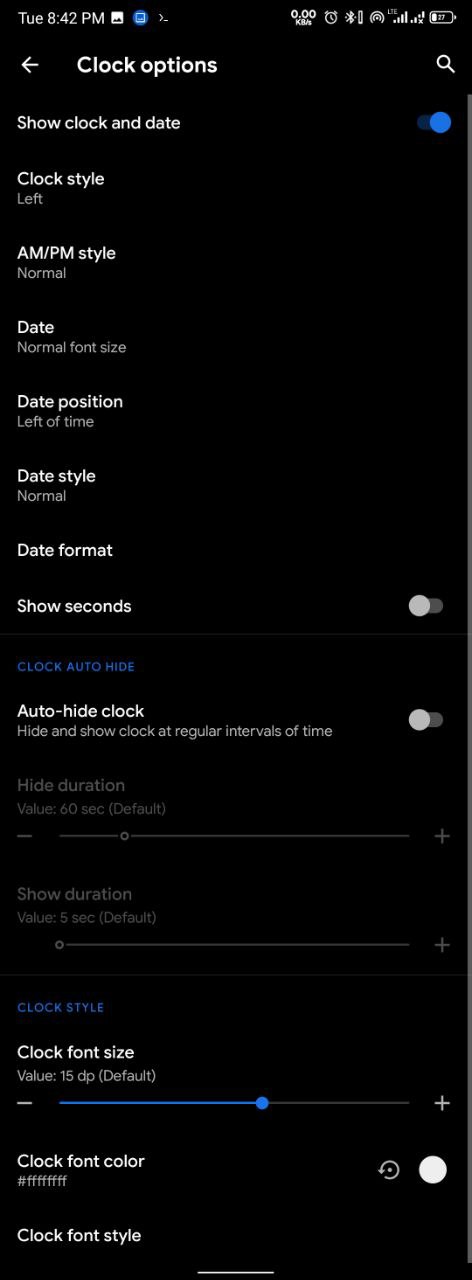 Tue 8:42 PM
0.00
KB/s
LTE
27
Clock options
Show clock and date
Clock style
Left
AM/PM style
Normal
Date
Normal font size
Date position
Left of time
Date style
Normal
Date format
Show seconds
CLOCK AUTO HIDE
Auto-hide clock
Hide and show clock at regular intervals of time
Hide duration
Value: 60 sec (Default)
Show duration
Value: 5 sec (Default)
CLOCK STYLE
Clock font size
Value: 15 dp (Default)
Clock font color
#ffffffff
Clock font style